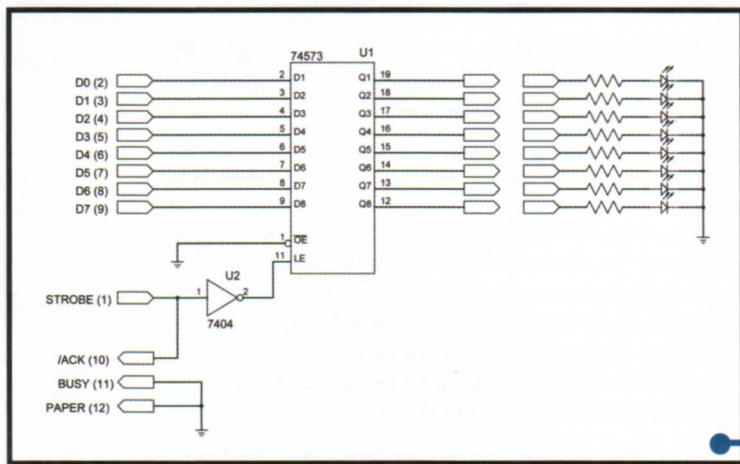 74573 U1
D0 (2) 2 D1 Q1 19
D1 (3) 3 D2 Q2 18
D2 (4) 4 D3 Q3 17
D3 (5) 5 D4 Q4 16
D4 (6) 6 D5 Q5 15
D5 (7) 7 D6 Q6 14
D6 (8) 8 D7 Q7 13
D7 (9) 9 D8 Q8 12
1 OE
11 LE
U2
STROBE (1) 1 2
7404
/ACK (10)
BUSY (11)
PAPER (12)